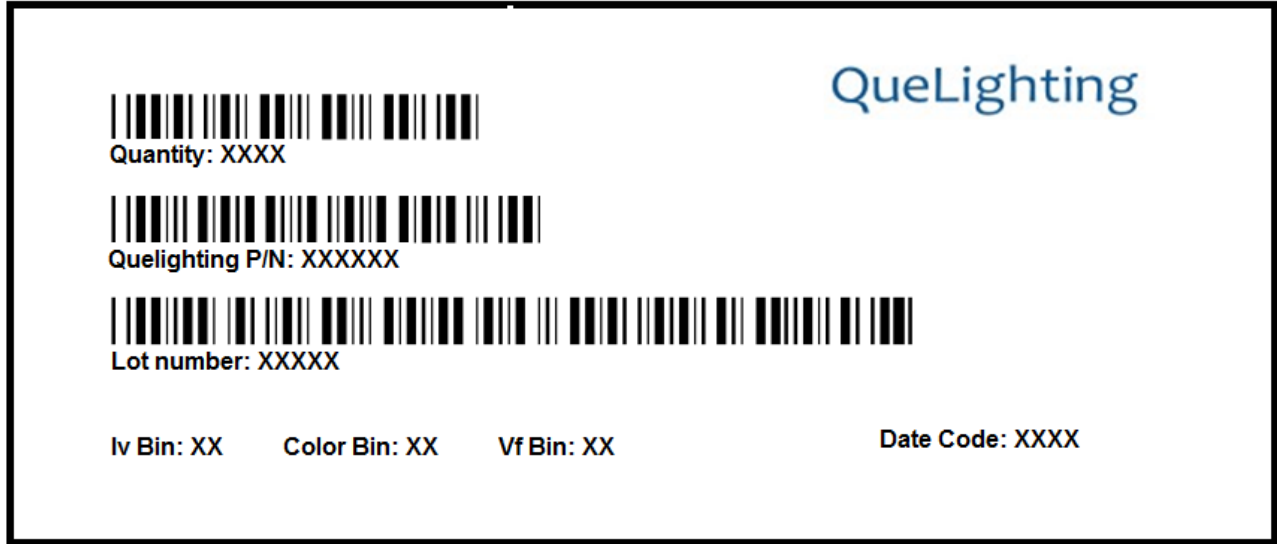 QueLighting
Quantity: XXXX
Quelighting P/N: XXXXXX
Lot number: XXXXX
Iv Bin: XX Color Bin: XX Vf Bin: XX Date Code: XXXX